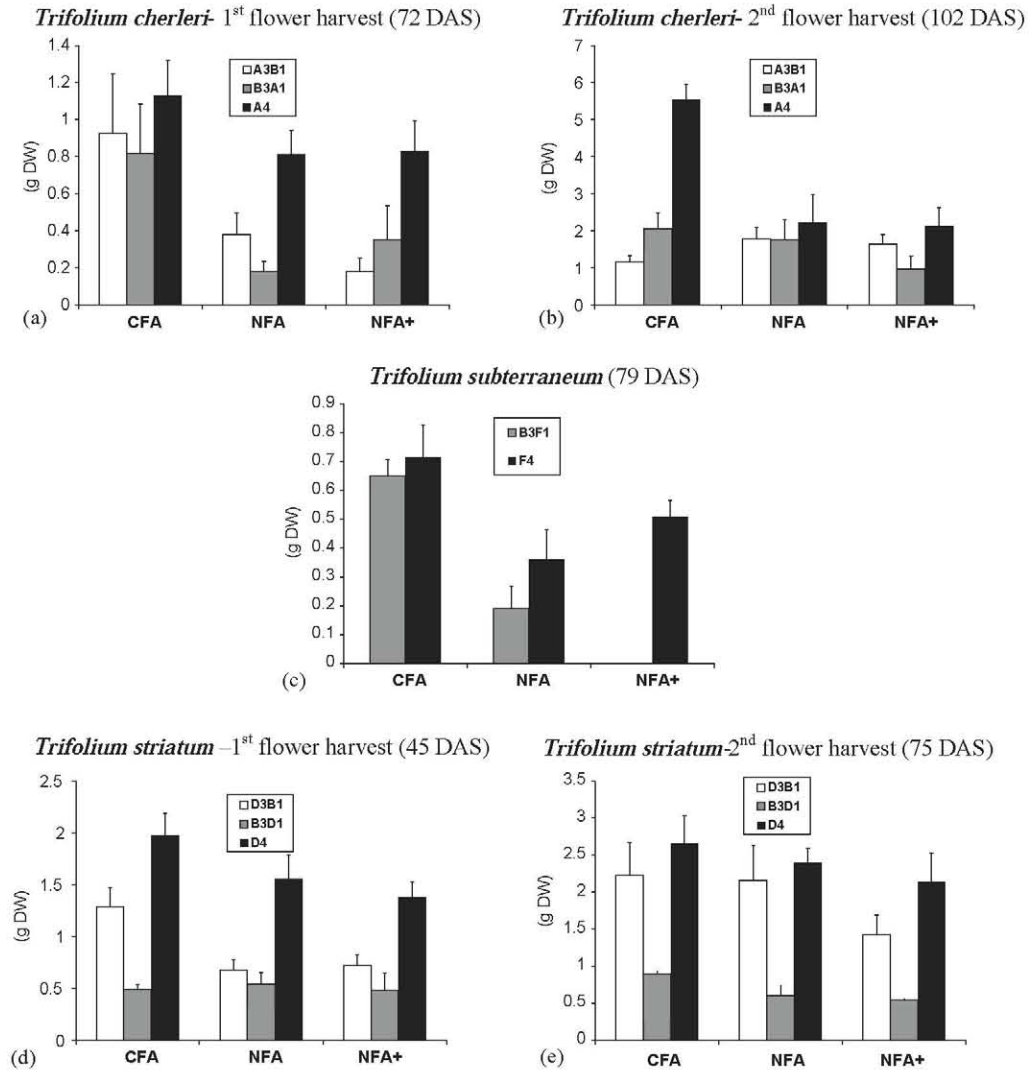 Trifolium cherleri- 1st flower harvest (72 DAS)
1.4
1.2
1
0.8
0.6
0.4
0.2
0
(g DW)
A3B1
B3A1
A4
CFA NFA NFA+
(a)
Trifolium cherleri- 2nd flower harvest (102 DAS)
7
6
5
4
3
2
1
0
(g DW)
A3B1
B3A1
A4
CFA NFA NFA+
(b)
Trifolium subterraneum (79 DAS)
0.9
0.8
0.7
0.6
0.5
0.4
0.3
0.2
0.1
0
(g DW)
B3F1
F4
CFA NFA NFA+
(c)
Trifolium striatum –1st flower harvest (45 DAS)
2.5
2
1.5
1
0.5
0
(g DW)
D3B1
B3D1
D4
CFA NFA NFA+
(d)
Trifolium striatum-2nd flower harvest (75 DAS)
3.5
3
2.5
2
1.5
1
0.5
0
(g DW)
D3B1
B3D1
D4
CFA NFA NFA+
(e)